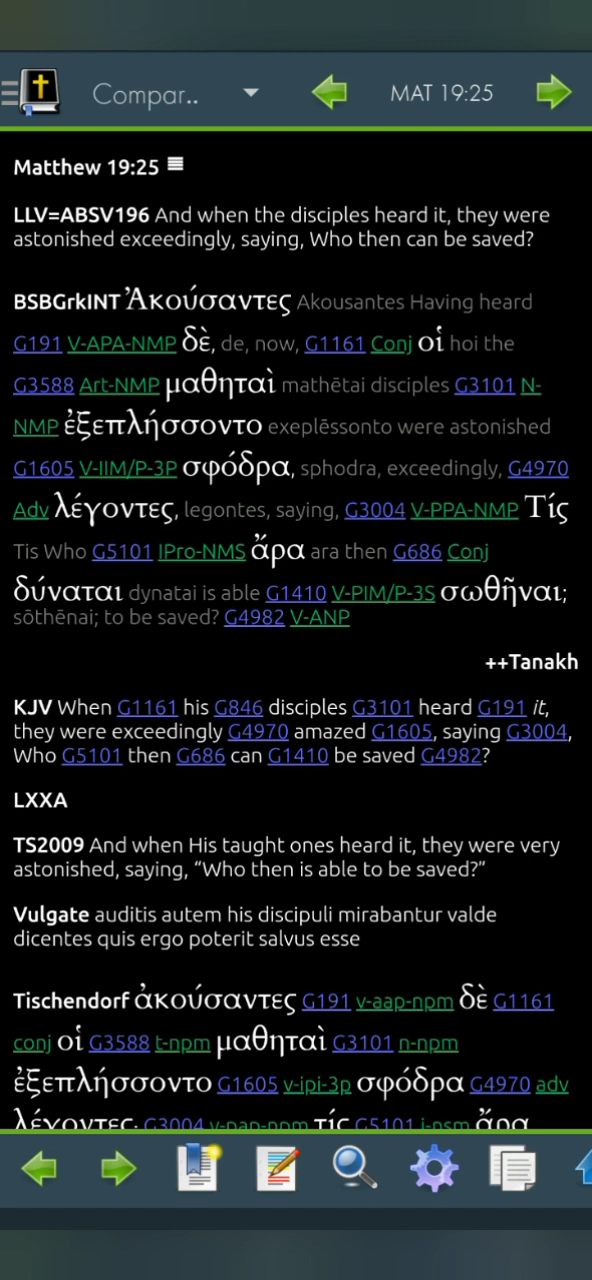 Compar..
MAT 19:25
Matthew 19:25
LLV=ABSV196 And when the disciples heard it, they were
astonished exceedingly, saying, Who then can be saved?
BSBGrkINT Ἀκούσαντες Akousantes Having heard
G191 V-APA-NMP δὲ, de, now, G1161 Conj οἱ hoi the
G3588 Art-NMP μαθηταὶ mathētai disciples G3101 N-
NMP ἐξεπλήσσοντο exeplēssonto were astonished
G1605 V-IIM/P-3P σφόδρα, sphodra, exceedingly, G4970
Adv λέγοντες, legontes, saying, G3004 V-PPA-NMP Τίς
Tis Who G5101 IPro-NMS ἄρα ara then G686 Conj
δύναται dynatai is able G1410 V-PIM/P-3S σωθῆναι;
sōthēnai; to be saved? G4982 V-ANP
++Tanakh
KJV When G1161 his G846 disciples G3101 heard G191 it,
they were exceedingly G4970 amazed G1605, saying G3004,
Who G5101 then G686 can G1410 be saved G4982?
LXXA
TS2009 And when His taught ones heard it, they were very
astonished, saying, “Who then is able to be saved?”
Vulgate auditis autem his discipuli mirabantur valde
dicentes quis ergo poterit salvus esse
Tischendorf ἀκούσαντες G191 v-aap-npm δὲ G1161
conj οἱ G3588 t-npm μαθηταὶ G3101 n-npm
ἐξεπλήσσοντο G1605 v-ipi-3p σφόδρα G4970 adv
λέγοντες· G3004 v-pap-npm τίς G5101 i-nsm ἄρα